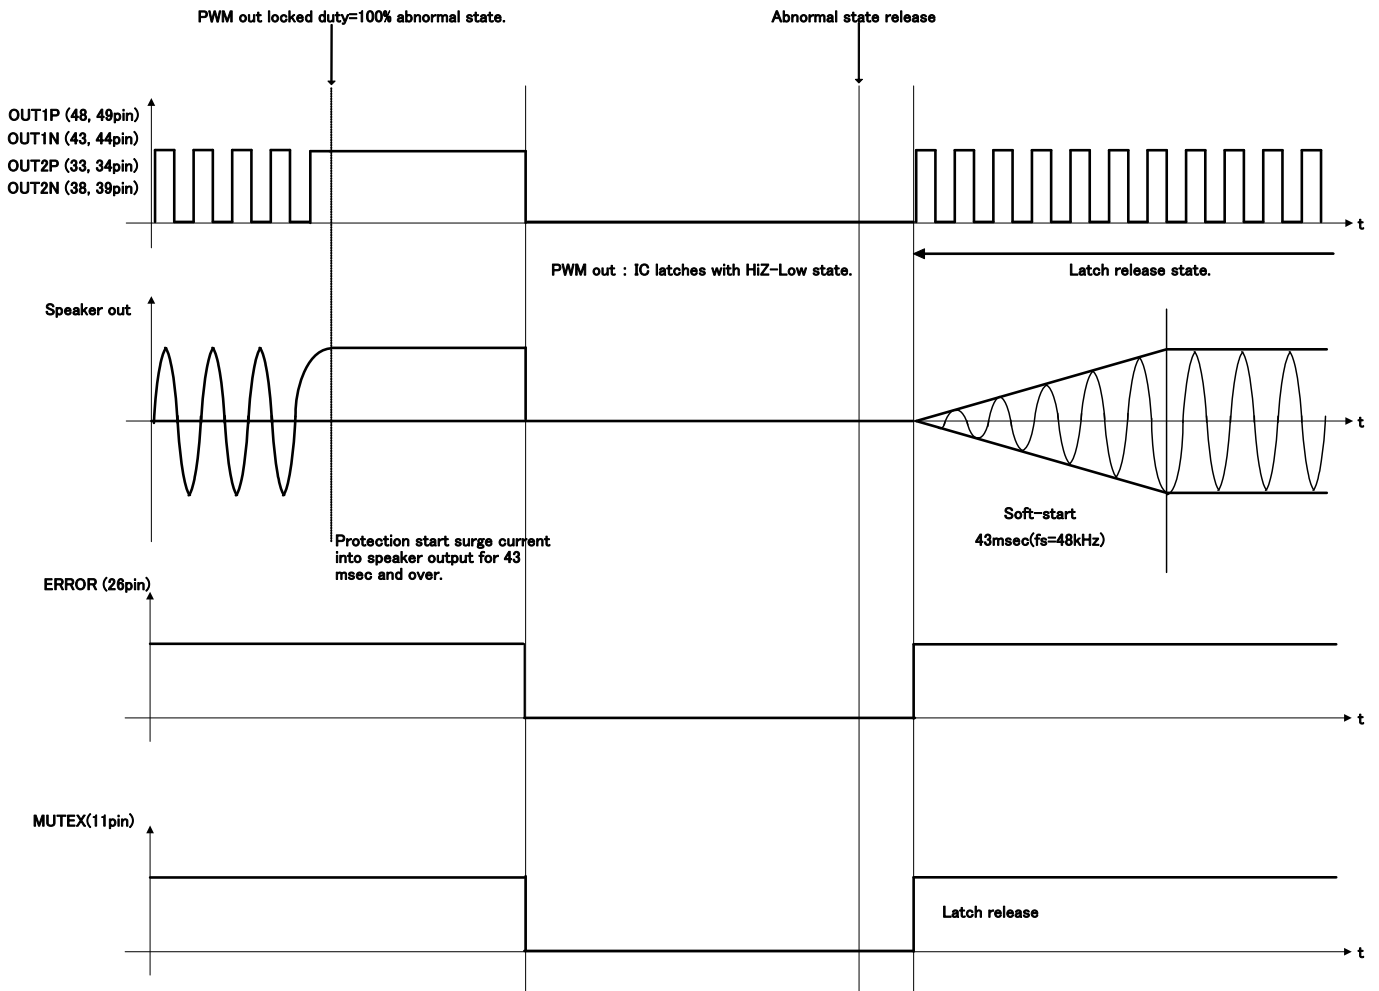 PWM out locked duty=100% abnormal state.
Abnormal state release
OUT1P (48, 49pin)
OUT1N (43, 44pin)
OUT2P (33, 34pin)
OUT2N (38, 39pin)
t
PWM out : IC latches with HiZ-Low state.
Latch release state.
Speaker out
t
Soft-start
43msec(fs=48kHz)
Protection start surge current
into speaker output for 43
msec and over.
ERROR (26pin)
t
MUTEX(11pin)
Latch release
t